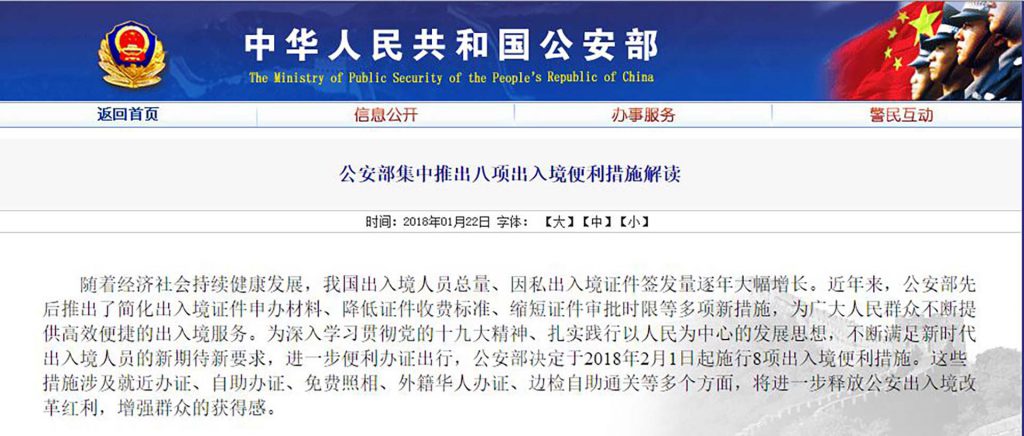 中华人民共和国公安部
The Ministry of Public Security of the People's Republic of China
返回首页 信息公开 办事服务 警民互动
公安部集中推出八项出入境便利措施解读
时间：2018年01月22日 字体：【大】【中】【小】
随着经济社会持续健康发展，我国出入境人员总量、因私出入境证件签发量逐年大幅增长。近年来，公安部先
后推出了简化出入境证件申办材料、降低证件收费标准、缩短证件审批时限等多项新措施，为广大人民群众不断提
供高效便捷的出入境服务。为深入学习贯彻党的十九大精神、扎实践行以人民为中心的发展思想，不断满足新时代
出入境人员的新期待新要求，进一步便利办证出行，公安部决定于2018年2月1日起施行8项出入境便利措施。这些
措施涉及就近办证、自助办证、免费照相、外籍华人办证、边检自助通关等多个方面，将进一步释放公安出入境改
革红利，增强群众的获得感。